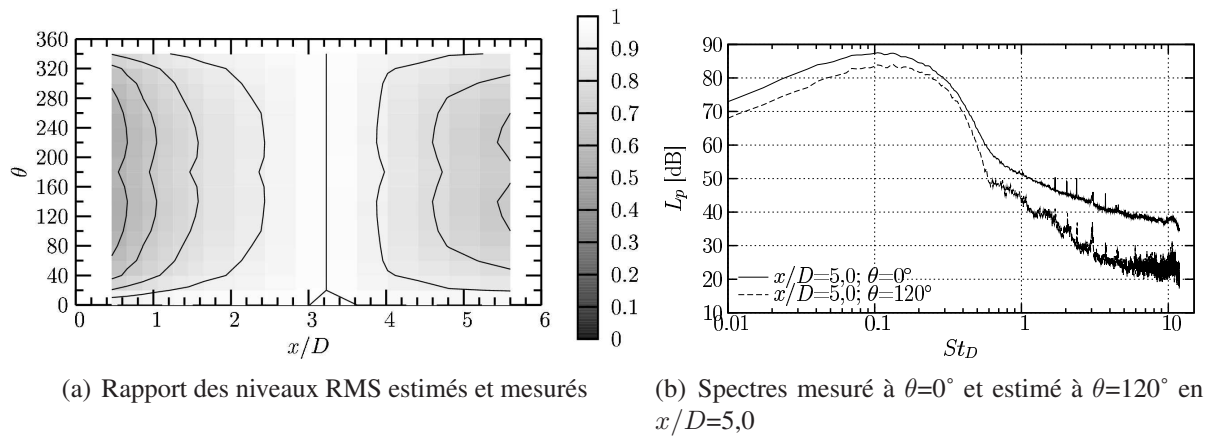 360
320
280
240
200
160
120
80
40
0
θ
0 1 2 3 4 5 6
x/D
1
0.9
0.8
0.7
0.6
0.5
0.4
0.3
0.2
0.1
0
90
80
70
60
50
40
30
20
10
L_p [dB]
x/D=5,0; θ=0°
x/D=5,0; θ=120°
0.01 0.1 1 10
St_D
(a) Rapport des niveaux RMS estimés et mesurés
(b) Spectres mesuré à θ=0° et estimé à θ=120° en
x/D=5,0